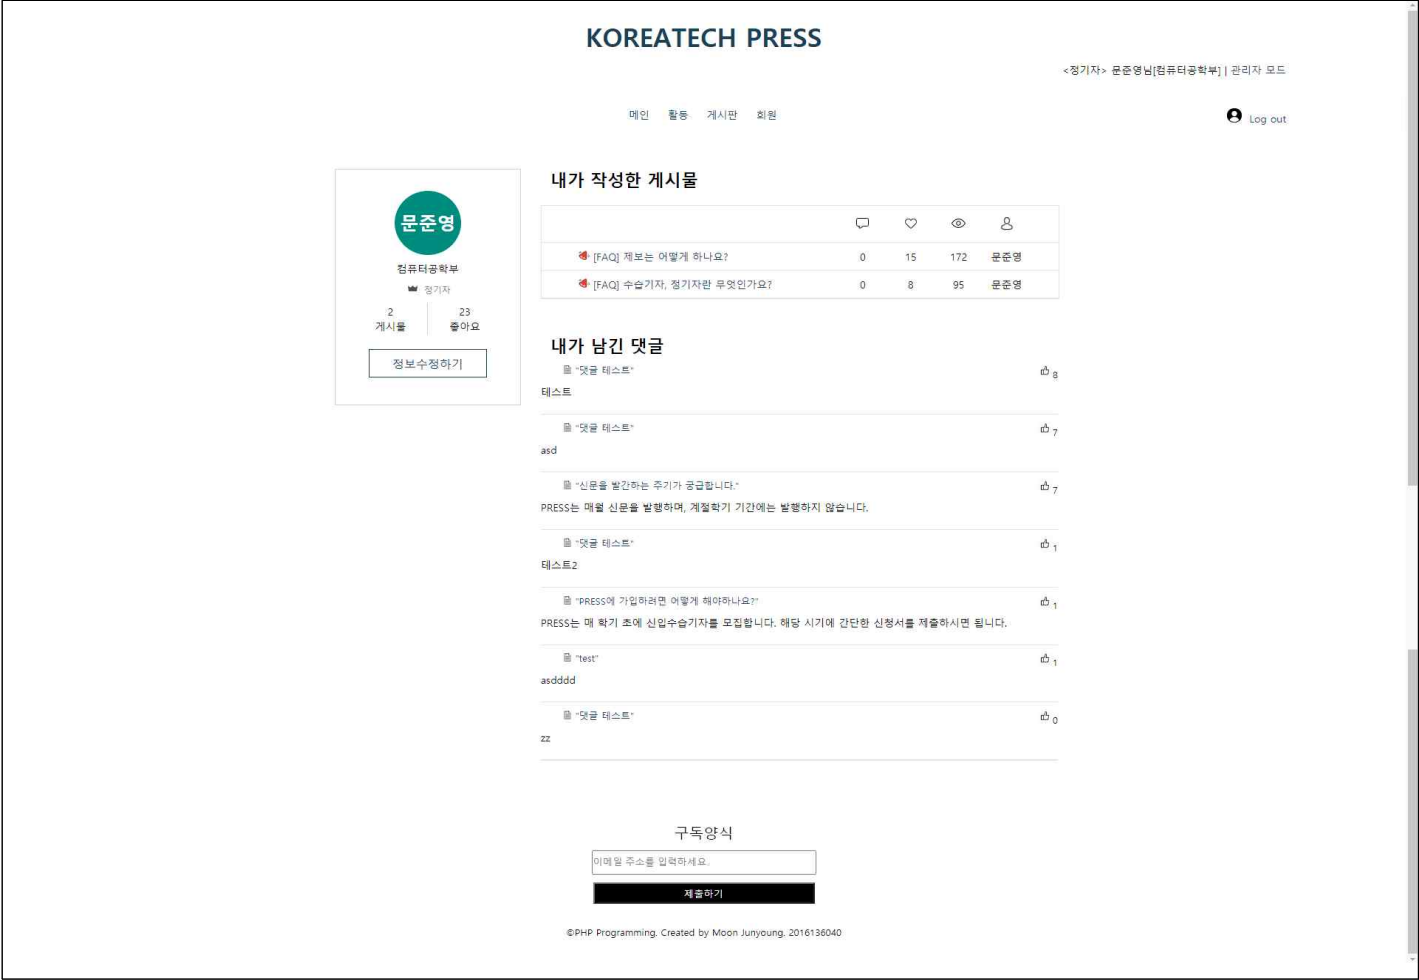 KOREATECH PRESS
<정기자> 문준영님[컴퓨터공학부] | 관리자 모드
메인 활동 게시판 회원
Log out
문준영
컴퓨터공학부
정기자
2 23
게시물 좋아요
정보수정하기
내가 작성한 게시물
[FAQ] 제보는 어떻게 하나요? 0 15 172 문준영
[FAQ] 수습기자, 정기자란 무엇인가요? 0 8 95 문준영
내가 남긴 댓글
"댓글 테스트" 8
테스트
"댓글 테스트" 7
asd
"신문을 발간하는 주기가 궁금합니다." 7
PRESS는 매월 신문을 발행하며, 계절학기 기간에는 발행하지 않습니다.
"댓글 테스트" 1
테스트2
"PRESS에 가입하려면 어떻게 해야하나요?" 1
PRESS는 매 학기 초에 신입수습기자를 모집합니다. 해당 시기에 간단한 신청서를 제출하시면 됩니다.
"test" 1
asdddd
"댓글 테스트" 0
zz
구독양식
이메일 주소를 입력하세요.
제출하기
©PHP Programming. Created by Moon Junyoung. 2016136040